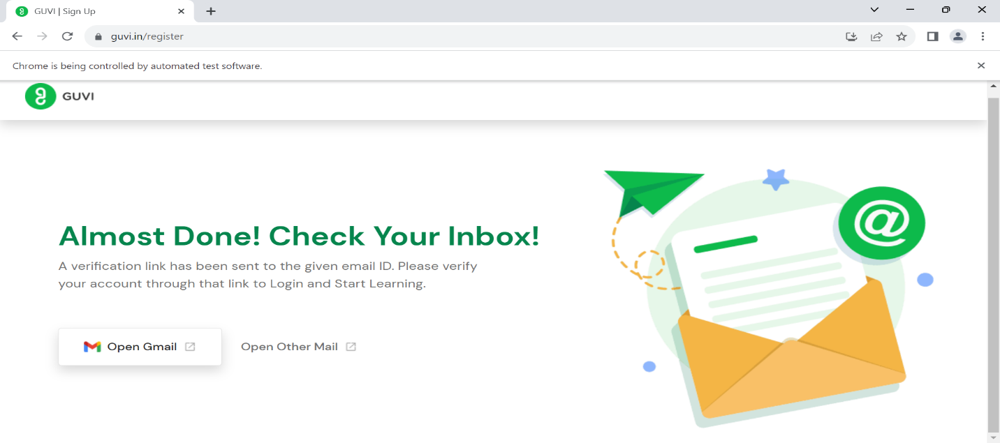 GUVI | Sign Up
guvi.in/register
Chrome is being controlled by automated test software.
GUVI
Almost Done! Check Your Inbox!
A verification link has been sent to the given email ID. Please verify
your account through that link to Login and Start Learning.
Open Gmail
Open Other Mail
@